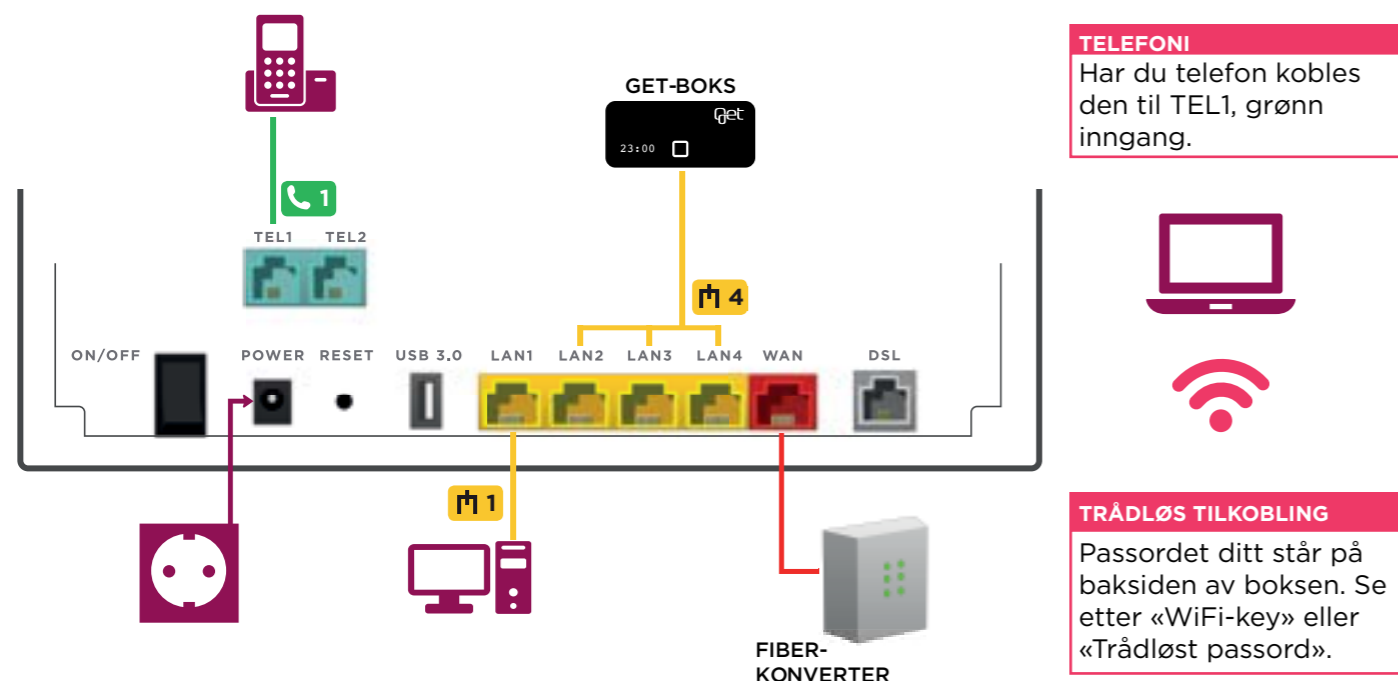 TELEFONI
Har du telefon kobles
den til TEL1, grønn
inngang.
GET-BOKS
Get
23:00
1
TEL1 TEL2
4
ON/OFF POWER RESET USB 3.0 LAN1 LAN2 LAN3 LAN4 WAN DSL
1
FIBER-
KONVERTER
TRÅDLØS TILKOBLING
Passordet ditt står på
baksiden av boksen. Se
etter «WiFi-key» eller
«Trådløst passord».